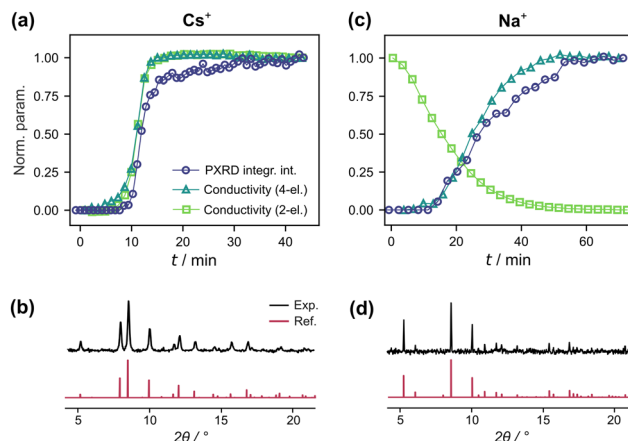 (a) Cs⁺
1.00
0.75
0.50
0.25
0.00
Norm. param.
PXRD integr. int.
Conductivity (4-el.)
Conductivity (2-el.)
0 20 40
t / min
(c) Na⁺
1.00
0.75
0.50
0.25
0.00
0 20 40 60
t / min
(b)
Exp.
Ref.
5 10 15 20
2θ / °
(d)
5 10 15 20
2θ / °